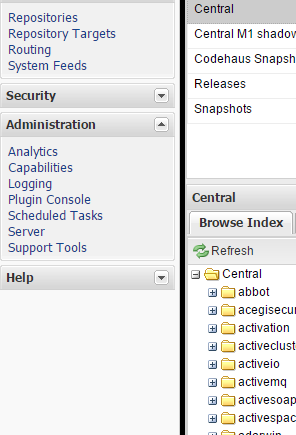 Repositories
Repository Targets
Routing
System Feeds
Security
Administration
Analytics
Capabilities
Logging
Plugin Console
Scheduled Tasks
Server
Support Tools
Help
Central
Central M1 shadow
Codehaus Snapsh
Releases
Snapshots
Central
Browse Index
Refresh
Central
abbot
acegisecur
activation
activeclust
activeio
activemq
activesoap
activespac